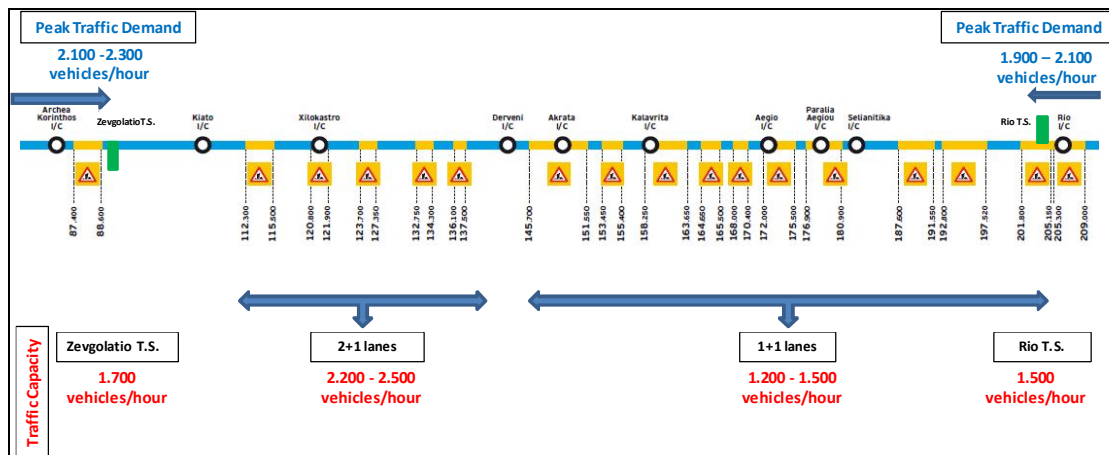 Peak Traffic Demand
2.100 -2.300
vehicles/hour
Peak Traffic Demand
1.900 – 2.100
vehicles/hour
Archea
Korinthos
I/C
Zevgolatio T.S.
Kiato
I/C
Xilokastro
I/C
Derveni
I/C
Akrata
I/C
Kalavrita
I/C
Aegio
I/C
Paralia
Aegiou
I/C
Selianitika
I/C
Rio T.S.
Rio
I/C
87.400
88.600
112.300
115.500
120.800
121.900
123.700
127.350
132.750
134.300
136.100
137.500
145.700
151.550
153.450
155.400
158.250
163.650
164.650
165.500
168.000
170.400
172.000
175.500
176.900
180.900
187.600
191.550
192.800
197.520
201.800
205.150
205.300
209.000
Traffic Capacity
Zevgolatio T.S.
1.700
vehicles/hour
2+1 lanes
2.200 - 2.500
vehicles/hour
1+1 lanes
1.200 - 1.500
vehicles/hour
Rio T.S.
1.500
vehicles/hour